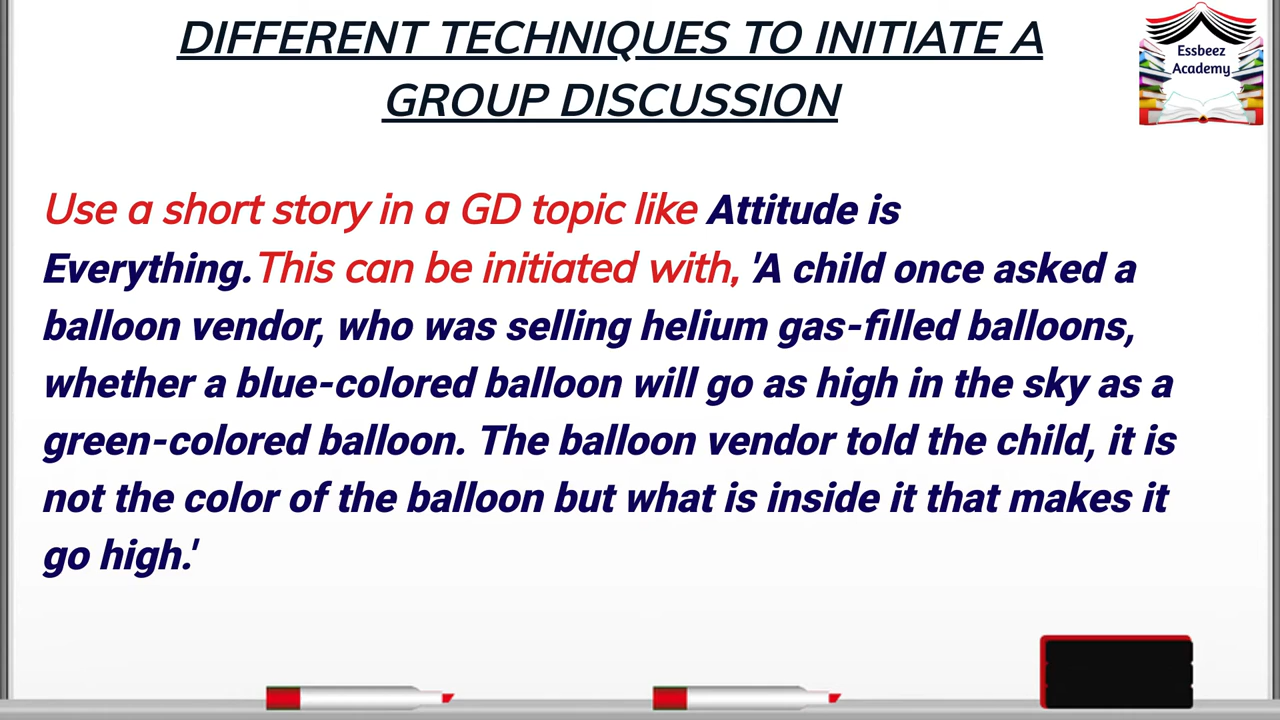 DIFFERENT TECHNIQUES TO INITIATE A
GROUP DISCUSSION
Essbeez
Academy
Use a short story in a GD topic like Attitude is
Everything.This can be initiated with, 'A child once asked a
balloon vendor, who was selling helium gas-filled balloons,
whether a blue-colored balloon will go as high in the sky as a
green-colored balloon. The balloon vendor told the child, it is
not the color of the balloon but what is inside it that makes it
go high.'